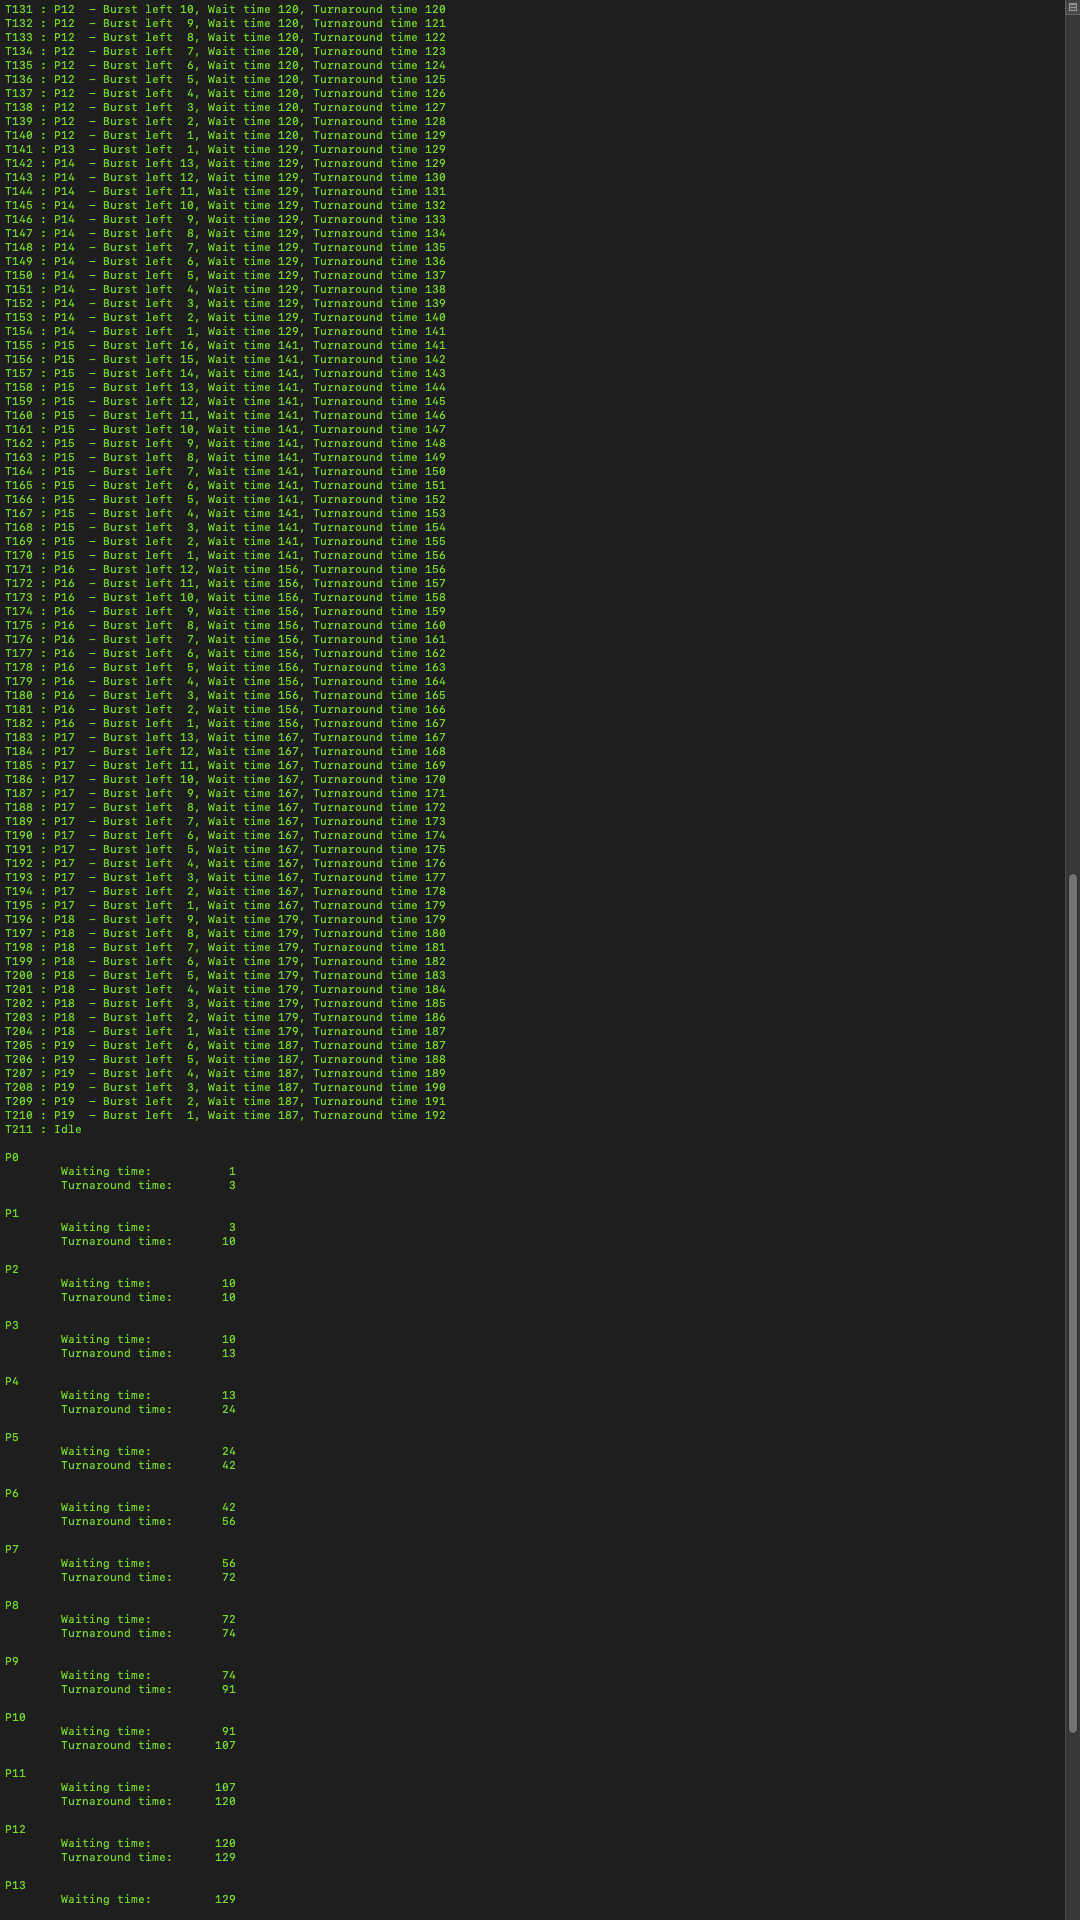 T131 : P12  – Burst left 10, Wait time 120, Turnaround time 120
T132 : P12  – Burst left  9, Wait time 120, Turnaround time 121
T133 : P12  – Burst left  8, Wait time 120, Turnaround time 122
T134 : P12  – Burst left  7, Wait time 120, Turnaround time 123
T135 : P12  – Burst left  6, Wait time 120, Turnaround time 124
T136 : P12  – Burst left  5, Wait time 120, Turnaround time 125
T137 : P12  – Burst left  4, Wait time 120, Turnaround time 126
T138 : P12  – Burst left  3, Wait time 120, Turnaround time 127
T139 : P12  – Burst left  2, Wait time 120, Turnaround time 128
T140 : P12  – Burst left  1, Wait time 120, Turnaround time 129
T141 : P13  – Burst left  1, Wait time 129, Turnaround time 129
T142 : P14  – Burst left 13, Wait time 129, Turnaround time 129
T143 : P14  – Burst left 12, Wait time 129, Turnaround time 130
T144 : P14  – Burst left 11, Wait time 129, Turnaround time 131
T145 : P14  – Burst left 10, Wait time 129, Turnaround time 132
T146 : P14  – Burst left  9, Wait time 129, Turnaround time 133
T147 : P14  – Burst left  8, Wait time 129, Turnaround time 134
T148 : P14  – Burst left  7, Wait time 129, Turnaround time 135
T149 : P14  – Burst left  6, Wait time 129, Turnaround time 136
T150 : P14  – Burst left  5, Wait time 129, Turnaround time 137
T151 : P14  – Burst left  4, Wait time 129, Turnaround time 138
T152 : P14  – Burst left  3, Wait time 129, Turnaround time 139
T153 : P14  – Burst left  2, Wait time 129, Turnaround time 140
T154 : P14  – Burst left  1, Wait time 129, Turnaround time 141
T155 : P15  – Burst left 16, Wait time 141, Turnaround time 141
T156 : P15  – Burst left 15, Wait time 141, Turnaround time 142
T157 : P15  – Burst left 14, Wait time 141, Turnaround time 143
T158 : P15  – Burst left 13, Wait time 141, Turnaround time 144
T159 : P15  – Burst left 12, Wait time 141, Turnaround time 145
T160 : P15  – Burst left 11, Wait time 141, Turnaround time 146
T161 : P15  – Burst left 10, Wait time 141, Turnaround time 147
T162 : P15  – Burst left  9, Wait time 141, Turnaround time 148
T163 : P15  – Burst left  8, Wait time 141, Turnaround time 149
T164 : P15  – Burst left  7, Wait time 141, Turnaround time 150
T165 : P15  – Burst left  6, Wait time 141, Turnaround time 151
T166 : P15  – Burst left  5, Wait time 141, Turnaround time 152
T167 : P15  – Burst left  4, Wait time 141, Turnaround time 153
T168 : P15  – Burst left  3, Wait time 141, Turnaround time 154
T169 : P15  – Burst left  2, Wait time 141, Turnaround time 155
T170 : P15  – Burst left  1, Wait time 141, Turnaround time 156
T171 : P16  – Burst left 12, Wait time 156, Turnaround time 156
T172 : P16  – Burst left 11, Wait time 156, Turnaround time 157
T173 : P16  – Burst left 10, Wait time 156, Turnaround time 158
T174 : P16  – Burst left  9, Wait time 156, Turnaround time 159
T175 : P16  – Burst left  8, Wait time 156, Turnaround time 160
T176 : P16  – Burst left  7, Wait time 156, Turnaround time 161
T177 : P16  – Burst left  6, Wait time 156, Turnaround time 162
T178 : P16  – Burst left  5, Wait time 156, Turnaround time 163
T179 : P16  – Burst left  4, Wait time 156, Turnaround time 164
T180 : P16  – Burst left  3, Wait time 156, Turnaround time 165
T181 : P16  – Burst left  2, Wait time 156, Turnaround time 166
T182 : P16  – Burst left  1, Wait time 156, Turnaround time 167
T183 : P17  – Burst left 13, Wait time 167, Turnaround time 167
T184 : P17  – Burst left 12, Wait time 167, Turnaround time 168
T185 : P17  – Burst left 11, Wait time 167, Turnaround time 169
T186 : P17  – Burst left 10, Wait time 167, Turnaround time 170
T187 : P17  – Burst left  9, Wait time 167, Turnaround time 171
T188 : P17  – Burst left  8, Wait time 167, Turnaround time 172
T189 : P17  – Burst left  7, Wait time 167, Turnaround time 173
T190 : P17  – Burst left  6, Wait time 167, Turnaround time 174
T191 : P17  – Burst left  5, Wait time 167, Turnaround time 175
T192 : P17  – Burst left  4, Wait time 167, Turnaround time 176
T193 : P17  – Burst left  3, Wait time 167, Turnaround time 177
T194 : P17  – Burst left  2, Wait time 167, Turnaround time 178
T195 : P17  – Burst left  1, Wait time 167, Turnaround time 179
T196 : P18  – Burst left  9, Wait time 179, Turnaround time 179
T197 : P18  – Burst left  8, Wait time 179, Turnaround time 180
T198 : P18  – Burst left  7, Wait time 179, Turnaround time 181
T199 : P18  – Burst left  6, Wait time 179, Turnaround time 182
T200 : P18  – Burst left  5, Wait time 179, Turnaround time 183
T201 : P18  – Burst left  4, Wait time 179, Turnaround time 184
T202 : P18  – Burst left  3, Wait time 179, Turnaround time 185
T203 : P18  – Burst left  2, Wait time 179, Turnaround time 186
T204 : P18  – Burst left  1, Wait time 179, Turnaround time 187
T205 : P19  – Burst left  6, Wait time 187, Turnaround time 187
T206 : P19  – Burst left  5, Wait time 187, Turnaround time 188
T207 : P19  – Burst left  4, Wait time 187, Turnaround time 189
T208 : P19  – Burst left  3, Wait time 187, Turnaround time 190
T209 : P19  – Burst left  2, Wait time 187, Turnaround time 191
T210 : P19  – Burst left  1, Wait time 187, Turnaround time 192
T211 : Idle
P0
Waiting time: 1
Turnaround time: 3
P1
Waiting time: 3
Turnaround time: 10
P2
Waiting time: 10
Turnaround time: 10
P3
Waiting time: 10
Turnaround time: 13
P4
Waiting time: 13
Turnaround time: 24
P5
Waiting time: 24
Turnaround time: 42
P6
Waiting time: 42
Turnaround time: 56
P7
Waiting time: 56
Turnaround time: 72
P8
Waiting time: 72
Turnaround time: 74
P9
Waiting time: 74
Turnaround time: 91
P10
Waiting time: 91
Turnaround time: 107
P11
Waiting time: 107
Turnaround time: 120
P12
Waiting time: 120
Turnaround time: 129
P13
Waiting time: 129